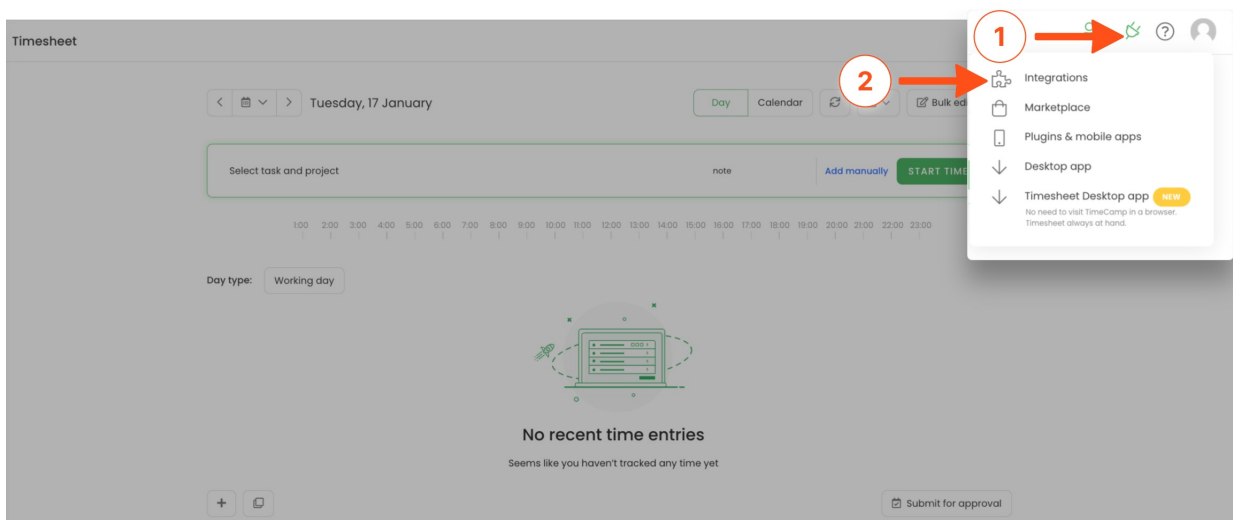 Timesheet
1
2
Tuesday, 17 January
Day
Calendar
Bulk edi
Integrations
Marketplace
Plugins & mobile apps
Desktop app
Timesheet Desktop app NEW
No need to visit TimeCamp in a browser.
Timesheet always at hand.
Select task and project
note
Add manually
START TIME
1:00 2:00 3:00 4:00 5:00 6:00 7:00 8:00 9:00 10:00 11:00 12:00 13:00 14:00 15:00 16:00 17:00 18:00 19:00 20:00 21:00 22:00 23:00
Day type: Working day
No recent time entries
Seems like you haven't tracked any time yet
Submit for approval